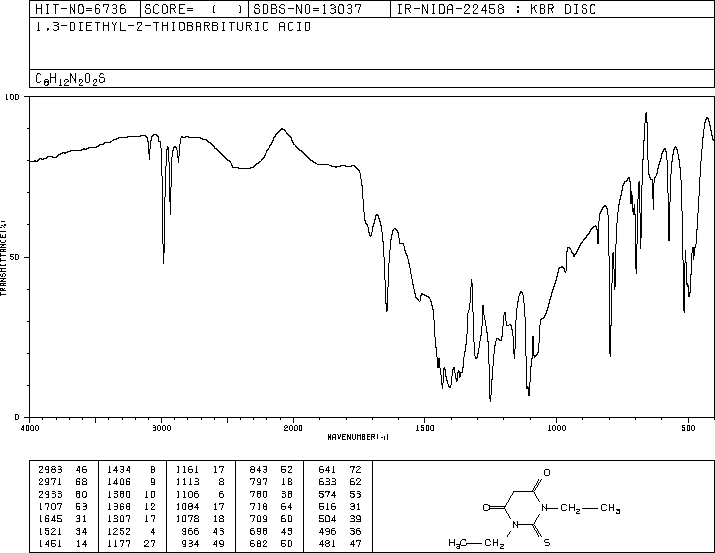 HIT-NO=6736 SCORE= ( ) SDBS-NO=13037 IR-NIDA-22458 : KBR DISC
1,3-DIETHYL-2-THIOBARBITURIC ACID
C8H12N2O2S
100
TRANSMITTANCE(%)
50
0
4000 3000 2000 1500 1000 500
WAVENUMBER(-1)
2983 46 1434 8 1161 17 843 52 641 72
2971 68 1406 9 1113 8 797 18 633 62
2933 60 1380 10 1106 6 780 38 574 53
1707 53 1368 12 1084 17 718 64 516 31
1645 31 1307 17 1078 18 709 60 504 39
1521 34 1252 4 966 43 698 43 496 36
1451 14 1177 27 934 49 682 50 481 47
O
O N—CH2—CH3
H3C—CH2 N S